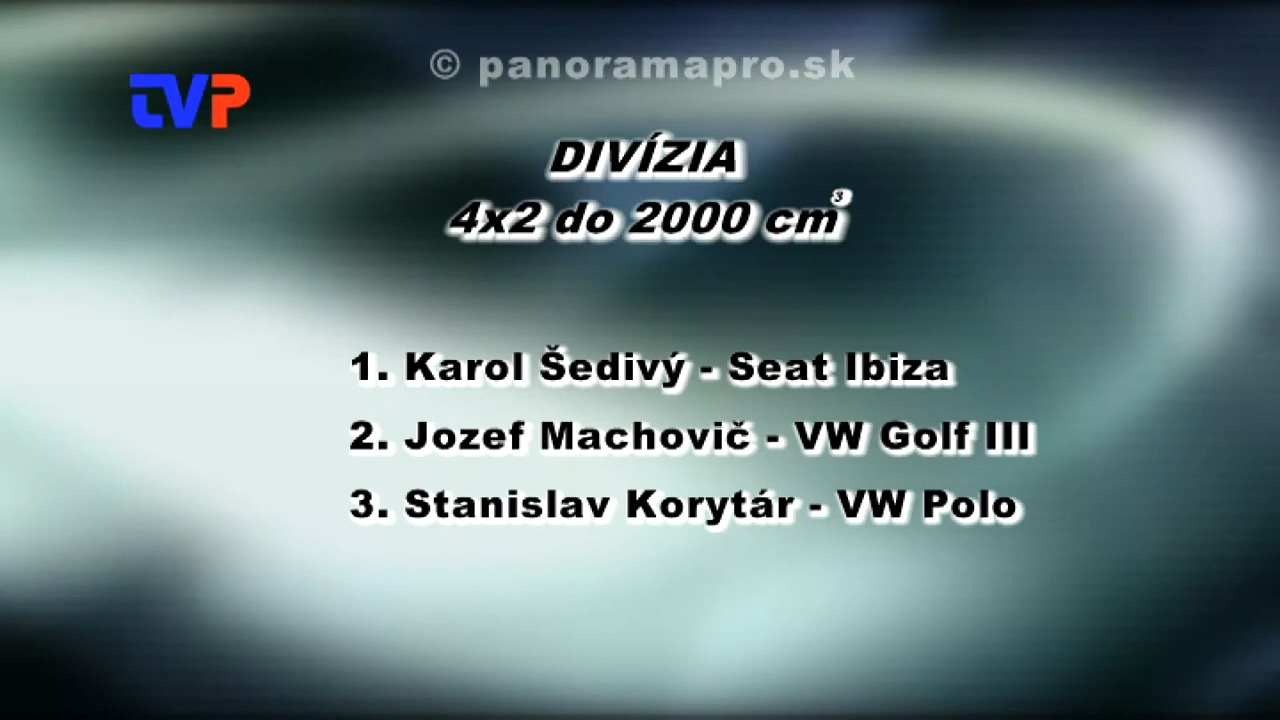 © panoramapro.sk
TVP
DIVÍZIA
4x2 do 2000 cm³
1. Karol Šedivý - Seat Ibiza
2. Jozef Machovič - VW Golf III
3. Stanislav Korytár - VW Polo